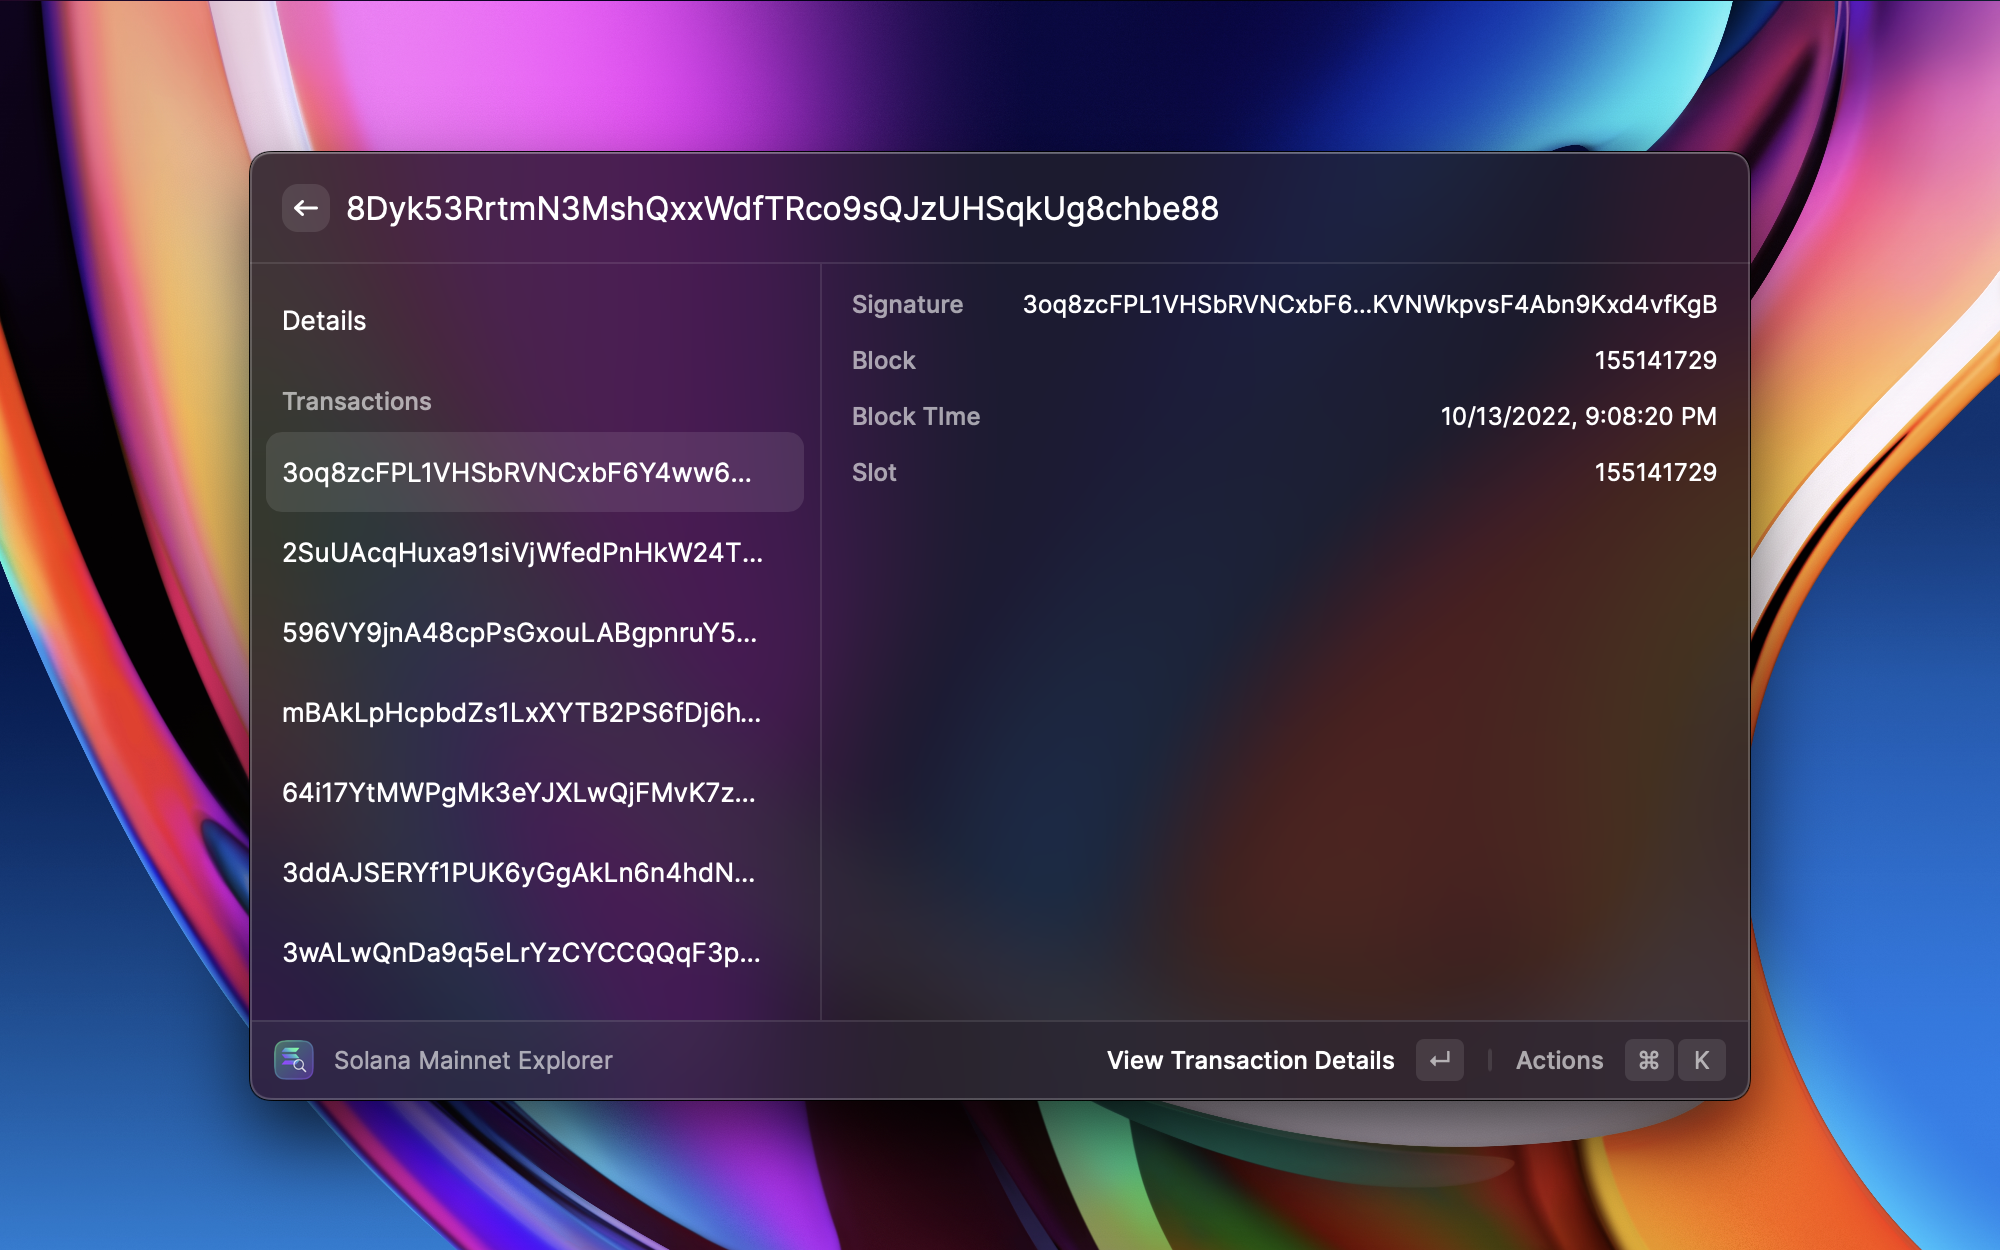 8Dyk53RrtmN3MshQxxWdfTRco9sQJzUHSqkUg8chbe88
Details
Transactions
3oq8zcFPL1VHSbRVNCxbF6Y4ww6...
2SuUAcqHuxa91siVjWfedPnHkW24T...
596VY9jnA48cpPsGxouLABgpnruY5...
mBAkLpHcpbdZs1LxXYTB2PS6fDj6h...
64i17YtMWPgMk3eYJXLwQjFMvK7z...
3ddAJSERYf1PUK6yGgAkLn6n4hdN...
3wALwQnDa9q5eLrYzCYCCQQqF3p...
Signature 3oq8zcFPL1VHSbRVNCxbF6...KVNWkpvsF4Abn9Kxd4vfKgB
Block 155141729
Block TIme 10/13/2022, 9:08:20 PM
Slot 155141729
Solana Mainnet Explorer
View Transaction Details ↵ | Actions ⌘ K